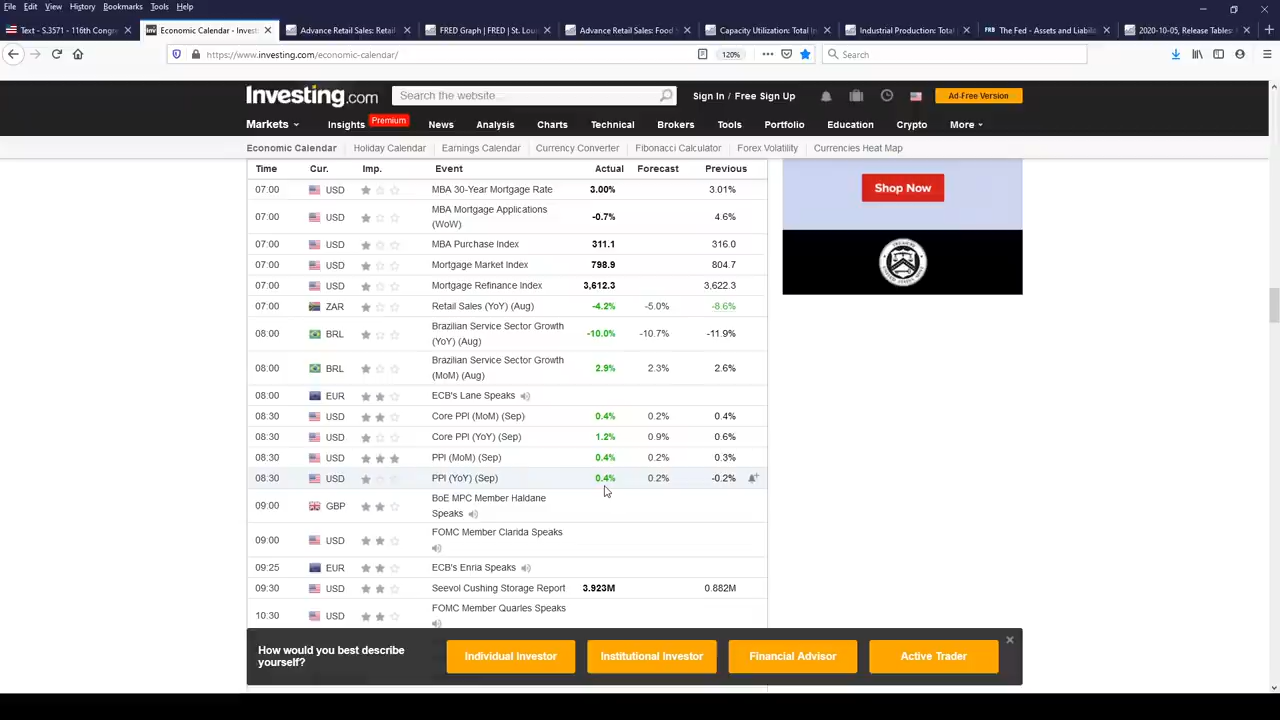 File Edit View History Bookmarks Tools Help
Text - S.3571 - 116th Congr
Economic Calendar - Invest
Advance Retail Sales: Retail
FRED Graph | FRED | St. Lou
Advance Retail Sales: Food S
Capacity Utilization: Total In
Industrial Production: Total
The Fed - Assets and Liabili
2020-10-05, Release Tables
https://www.investing.com/economic-calendar/
120%
Search
Investing.com
Search the website...
Sign In / Free Sign Up
Ad-Free Version
Markets Insights Premium News Analysis Charts Technical Brokers Tools Portfolio Education Crypto More
Economic Calendar Holiday Calendar Earnings Calendar Currency Converter Fibonacci Calculator Forex Volatility Currencies Heat Map
Time Cur. Imp. Event Actual Forecast Previous
07:00 USD MBA 30-Year Mortgage Rate 3.00% 3.01%
07:00 USD MBA Mortgage Applications (WoW) -0.7% 4.6%
07:00 USD MBA Purchase Index 311.1 316.0
07:00 USD Mortgage Market Index 798.9 804.7
07:00 USD Mortgage Refinance Index 3,612.3 3,622.3
07:00 ZAR Retail Sales (YoY) (Aug) -4.2% -5.0% -8.6%
08:00 BRL Brazilian Service Sector Growth (YoY) (Aug) -10.0% -10.7% -11.9%
08:00 BRL Brazilian Service Sector Growth (MoM) (Aug) 2.9% 2.3% 2.6%
08:00 EUR ECB's Lane Speaks
08:30 USD Core PPI (MoM) (Sep) 0.4% 0.2% 0.4%
08:30 USD Core PPI (YoY) (Sep) 1.2% 0.9% 0.6%
08:30 USD PPI (MoM) (Sep) 0.4% 0.2% 0.3%
08:30 USD PPI (YoY) (Sep) 0.4% 0.2% -0.2%
09:00 GBP BoE MPC Member Haldane Speaks
09:00 USD FOMC Member Clarida Speaks
09:25 EUR ECB's Enria Speaks
09:30 USD Seevol Cushing Storage Report 3.923M 0.882M
10:30 USD FOMC Member Quarles Speaks
Shop Now
How would you best describe
yourself?
Individual Investor
Institutional Investor
Financial Advisor
Active Trader